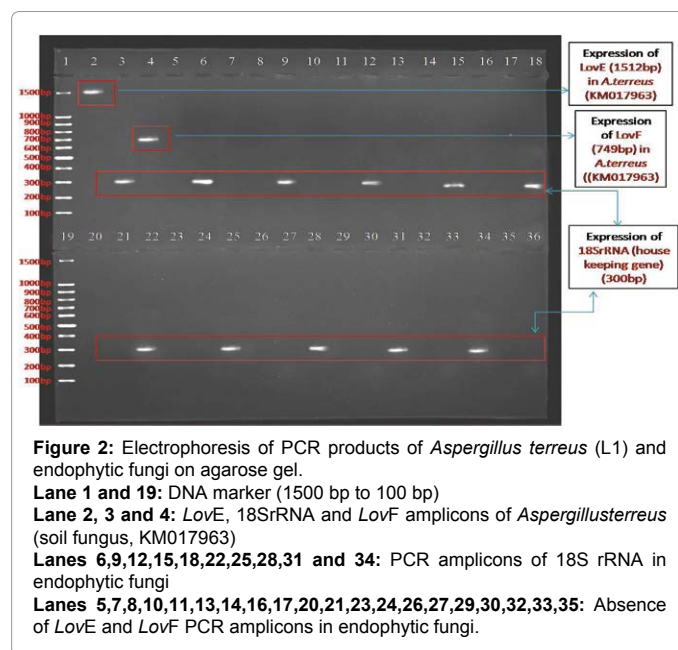 1 2 3 4 5 6 7 8 9 10 11 12 13 14 15 16 17 18
1500bp
1000bp
900bp
800bp
700bp
600bp
500bp
400bp
300bp
200bp
100bp
19 20 21 22 23 24 25 26 27 28 29 30 31 32 33 34 35 36
1500bp
1000bp
900bp
800bp
700bp
600bp
500bp
400bp
300bp
200bp
100bp
Expression of
LovE (1512bp)
in A.terreus
(KM017963)
Expression
of LovF
(749bp) in
A.terreus
((KM017963)
Expression of
18SrRNA (house
keeping gene)
(300bp)
Figure 2: Electrophoresis of PCR products of Aspergillus terreus (L1) and
endophytic fungi on agarose gel.
Lane 1 and 19: DNA marker (1500 bp to 100 bp)
Lane 2, 3 and 4: LovE, 18SrRNA and LovF amplicons of Aspergillusterreus
(soil fungus, KM017963)
Lanes 6,9,12,15,18,22,25,28,31 and 34: PCR amplicons of 18S rRNA in
endophytic fungi
Lanes 5,7,8,10,11,13,14,16,17,20,21,23,24,26,27,29,30,32,33,35: Absence
of LovE and LovF PCR amplicons in endophytic fungi.